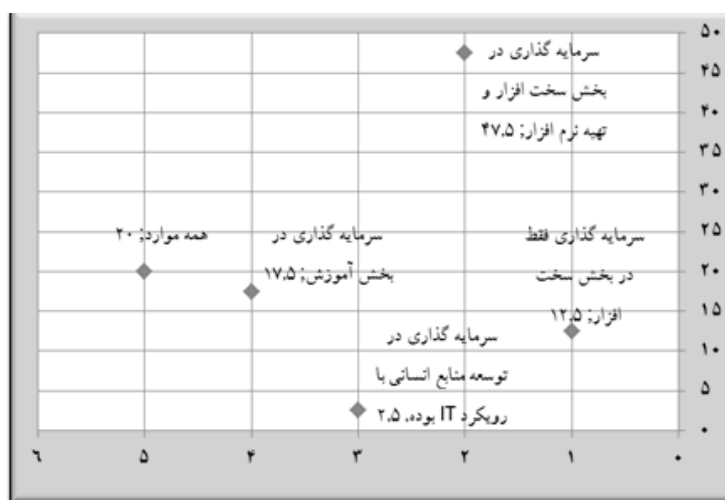 ۵۰
۴۵
۴۰
۳۵
۳۰
۲۵
۲۰
۱۵
۱۰
۵
۰
سرمایه گذاری در
بخش سخت افزار و
تهیه نرم افزار; ۴۷,۵
سرمایه گذاری فقط
در بخش سخت
افزار; ۱۲,۵
سرمایه گذاری در
بخش آموزش; ۱۷,۵
همه موارد; ۲۰
سرمایه گذاری در
توسعه منابع انسانی با
رویکرد IT بوده, ۲,۵
۰ ۱ ۲ ۳ ۴ ۵ ۶